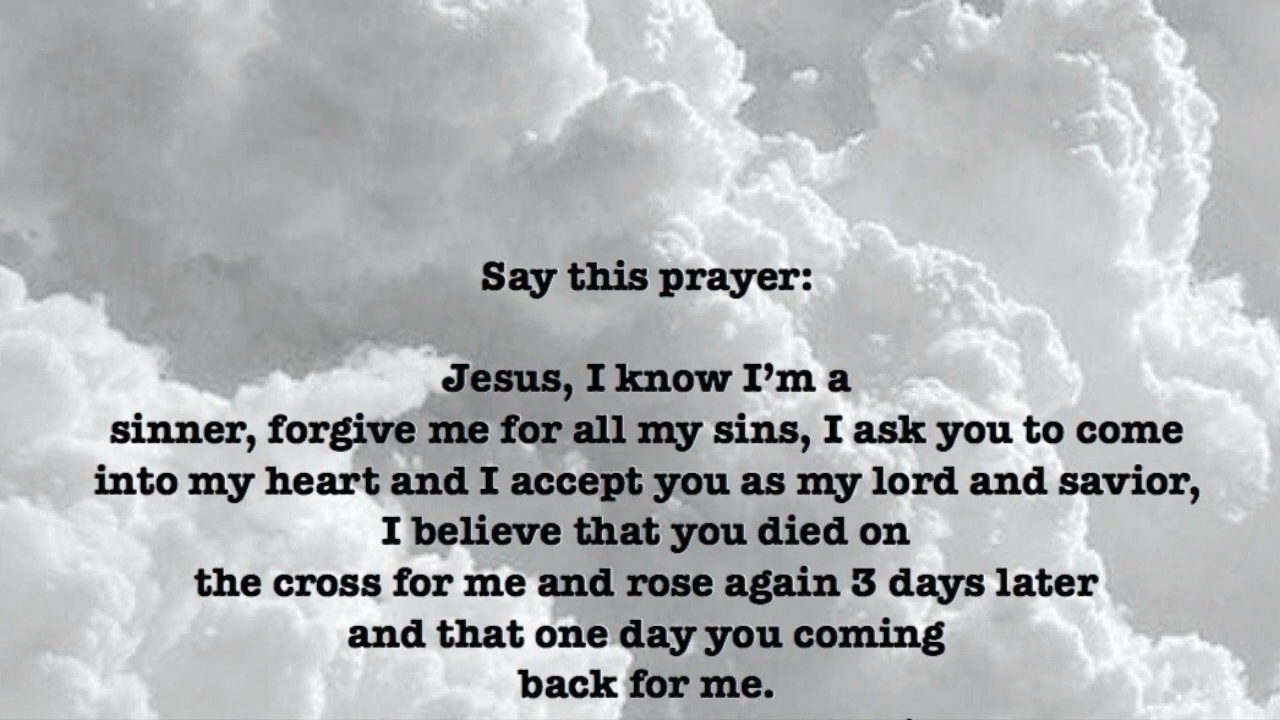 Say this prayer:
Jesus, I know I’m a
sinner, forgive me for all my sins, I ask you to come
into my heart and I accept you as my lord and savior,
I believe that you died on
the cross for me and rose again 3 days later
and that one day you coming
back for me.